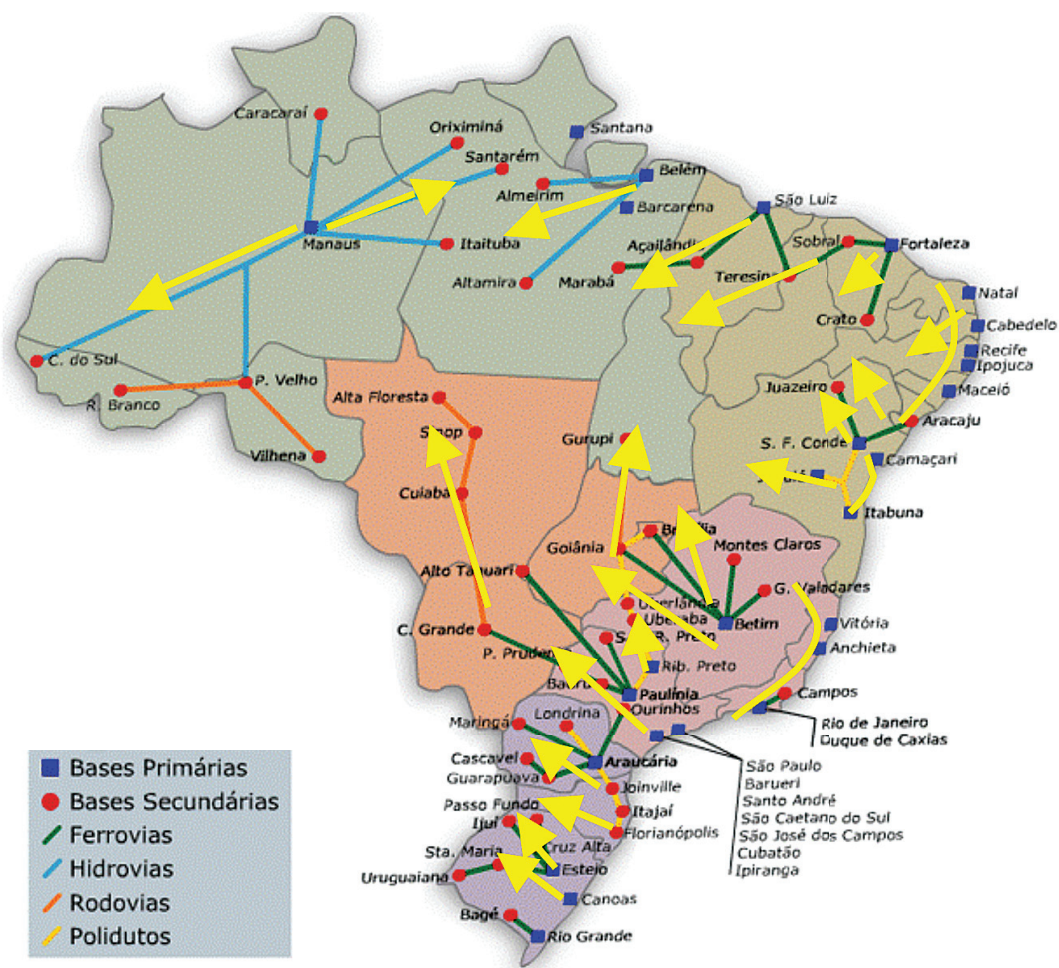 Caracaraí
Oriximiná
Santana
Santarém
Belém
Almeirim
Barcarena
São Luiz
Manaus
Itaituba
Açailândia
Sobral
Fortaleza
Altamira
Marabá
Teresina
Natal
Crato
Cabedelo
C. do Sul
Recife
Ipojuca
P. Velho
Juazeiro
Maceió
R. Branco
Alta Floresta
Aracaju
Sinop
Gurupi
S. F. Conde
Vilhena
Camaçari
Cuiabá
Itabuna
Brasília
Goiânia
Montes Claros
Alto Taquari
G. Valadares
Uberlândia
Uberaba
Betim
Vitória
C. Grande
R. Preto
Anchieta
P. Prudente
Rib. Preto
Bauru
Paulínia
Campos
Ourinhos
Londrina
Maringá
Rio de Janeiro
Duque de Caxias
Cascavel
Araucária
São Paulo
Guarapuava
Joinville
Barueri
Santo André
Passo Fundo
Itajaí
São Caetano do Sul
Ijuí
Florianópolis
São José dos Campos
Cruz Alta
Sta. Maria
Cubatão
Esteio
Ipiranga
Uruguaiana
Canoas
Bagé
Rio Grande
Bases Primárias
Bases Secundárias
Ferrovias
Hidrovias
Rodovias
Polidutos